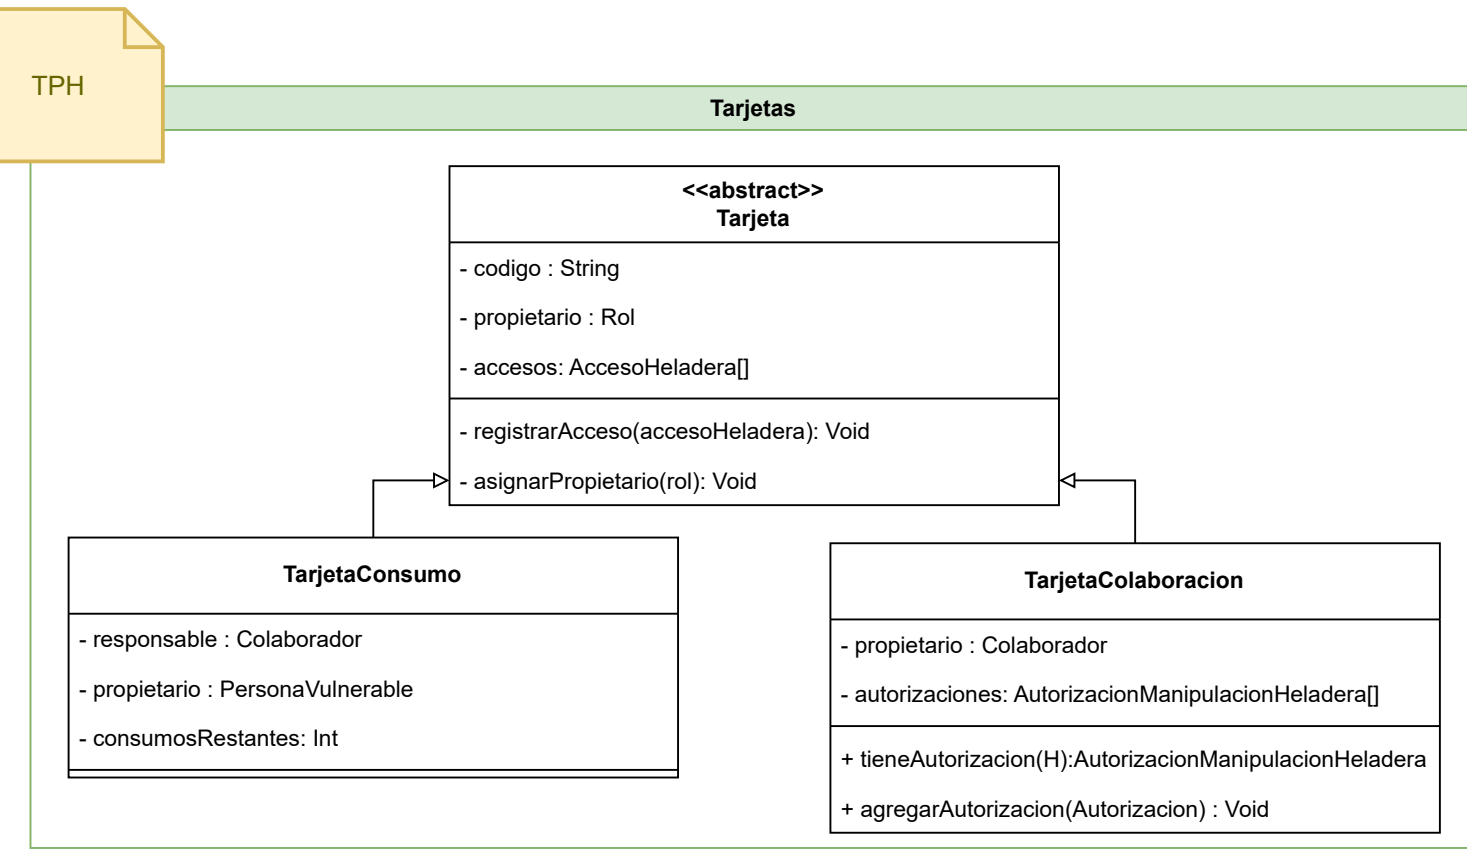 TPH
Tarjetas
<<abstract>>
Tarjeta
- codigo : String
- propietario : Rol
- accesos: AccesoHeladera[]
- registrarAcceso(accesoHeladera): Void
- asignarPropietario(rol): Void
TarjetaConsumo
- responsable : Colaborador
- propietario : PersonaVulnerable
- consumosRestantes: Int
TarjetaColaboracion
- propietario : Colaborador
- autorizaciones: AutorizacionManipulacionHeladera[]
+ tieneAutorizacion(H):AutorizacionManipulacionHeladera
+ agregarAutorizacion(Autorizacion) : Void